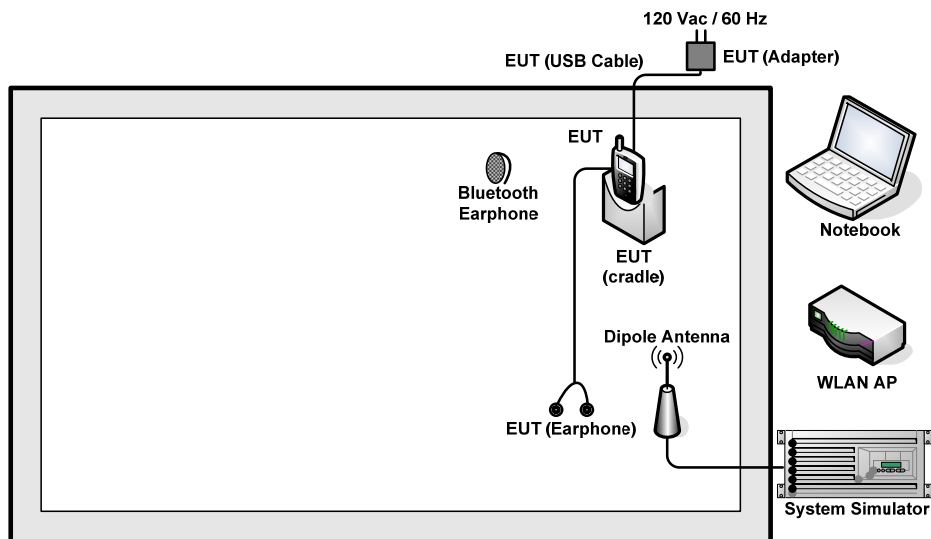 120 Vac / 60 Hz
EUT (USB Cable)
EUT (Adapter)
EUT
Bluetooth
Earphone
EUT
(cradle)
Notebook
Dipole Antenna
WLAN AP
EUT (Earphone)
System Simulator